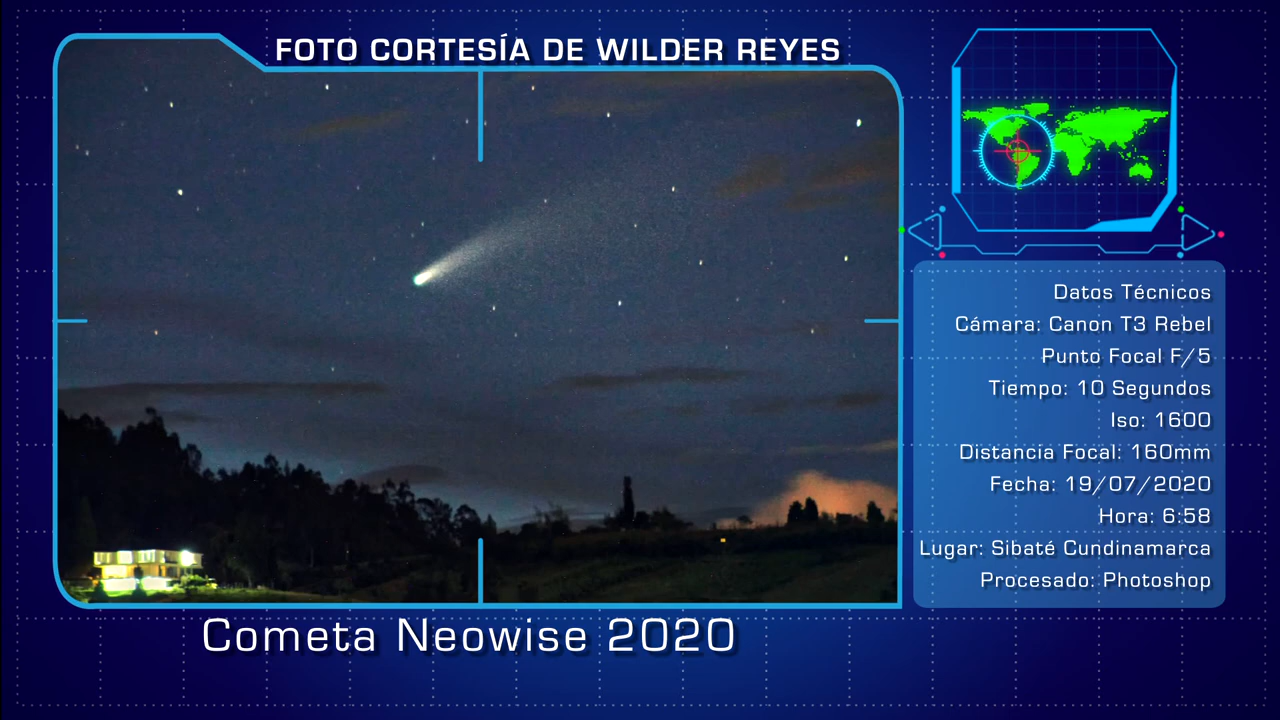 FOTO CORTESÍA DE WILDER REYES
Datos Técnicos
Cámara: Canon T3 Rebel
Punto Focal F/5
Tiempo: 10 Segundos
Iso: 1600
Distancia Focal: 160mm
Fecha: 19/07/2020
Hora: 6:58
Lugar: Sibaté Cundinamarca
Procesado: Photoshop
Cometa Neowise 2020